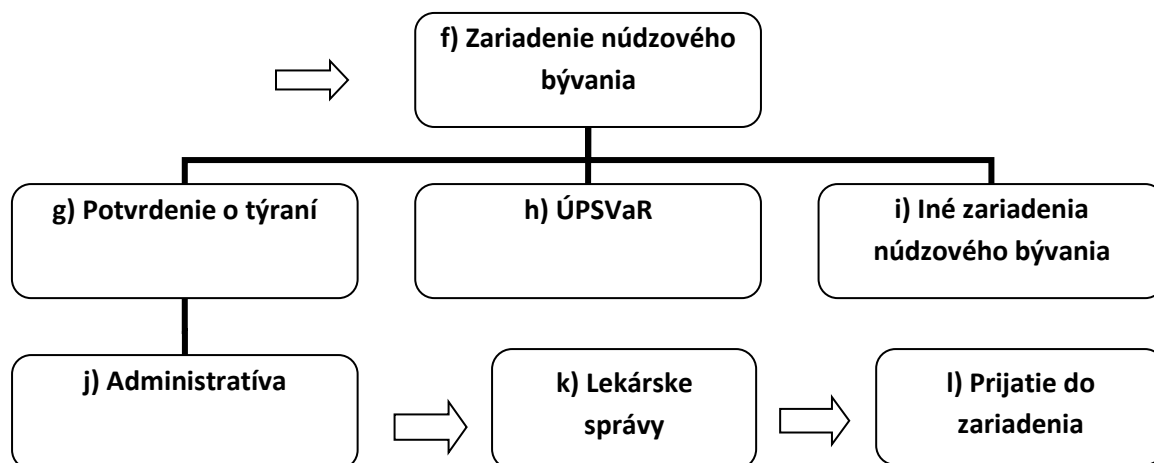 f) Zariadenie núdzového
bývania
g) Potvrdenie o týraní
h) ÚPSVaR
i) Iné zariadenia
núdzového bývania
j) Administratíva
k) Lekárske
správy
l) Prijatie do
zariadenia